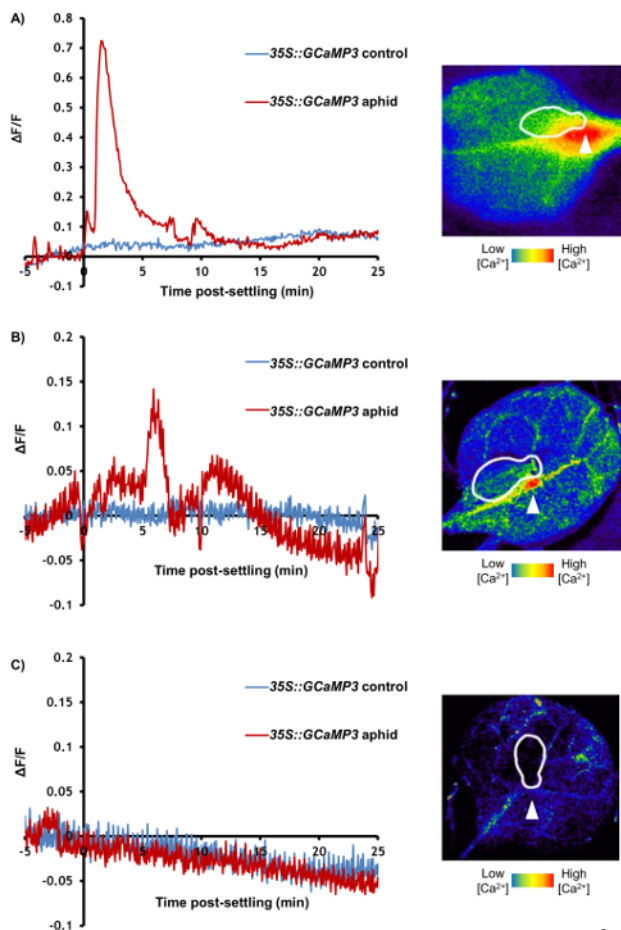 A)
0.8
0.7
0.6
0.5
0.4
0.3
0.2
0.1
0
-0.1
-5
0
5
10
15
20
25
ΔF/F
Time post-settling (min)
35S::GCaMP3 control
35S::GCaMP3 aphid
Low [Ca²⁺]
High [Ca²⁺]
B)
0.2
0.15
0.1
0.05
0
-0.05
-0.1
-5
0
5
10
15
20
25
ΔF/F
Time post-settling (min)
35S::GCaMP3 control
35S::GCaMP3 aphid
Low [Ca²⁺]
High [Ca²⁺]
C)
0.2
0.15
0.1
0.05
0
-0.05
-0.1
-5
0
5
10
15
20
25
ΔF/F
Time post-settling (min)
35S::GCaMP3 control
35S::GCaMP3 aphid
Low [Ca²⁺]
High [Ca²⁺]